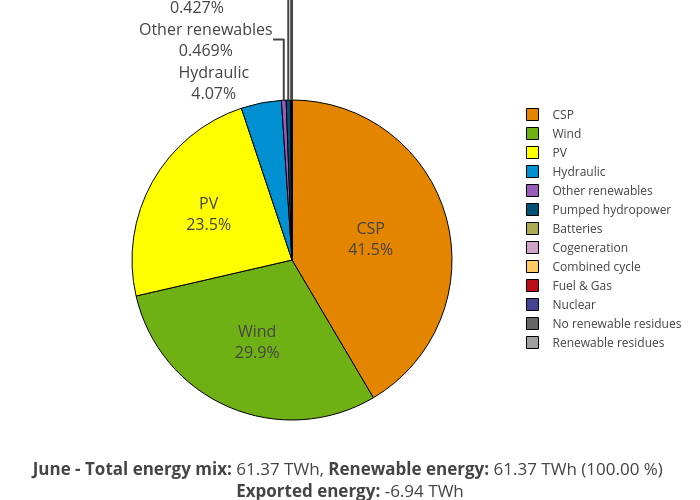 0.427%
Other renewables
0.469%
Hydraulic
4.07%
PV
23.5%
CSP
41.5%
Wind
29.9%
CSP
Wind
PV
Hydraulic
Other renewables
Pumped hydropower
Batteries
Cogeneration
Combined cycle
Fuel & Gas
Nuclear
No renewable residues
Renewable residues
June - Total energy mix: 61.37 TWh, Renewable energy: 61.37 TWh (100.00 %)
Exported energy: -6.94 TWh